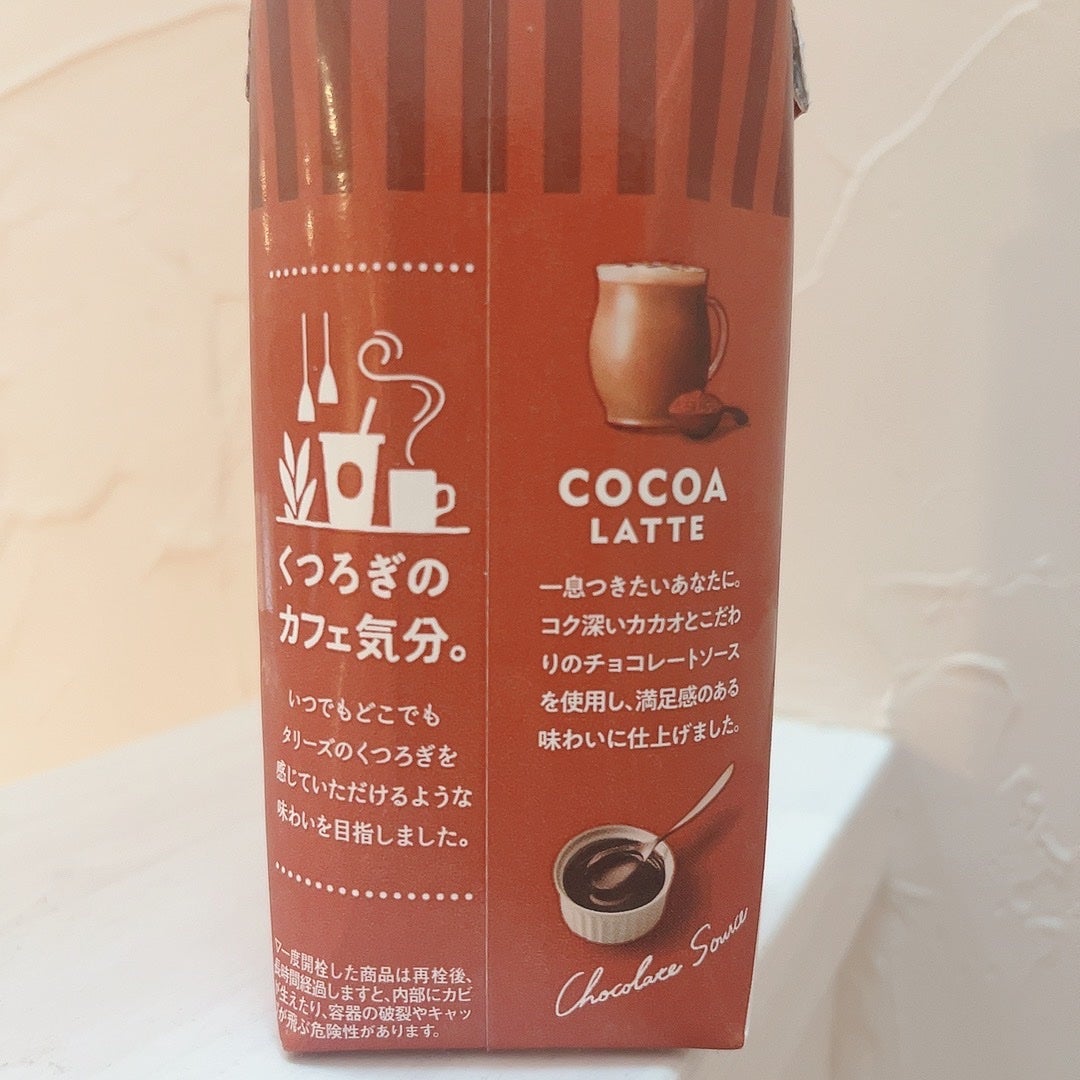 くつろぎの
カフェ気分。
いつでもどこでも
タリーズのくつろぎを
感じていただけるような
味わいを目指しました。
▽一度開栓した商品は再栓後、
長時間経過しますと、内部にカビ
が生えたり、容器の破裂やキャッ
プが飛ぶ危険性があります。
COCOA
LATTE
一息つきたいあなたに。
コク深いカカオとこだわ
りのチョコレートソース
を使用し、満足感のある
味わいに仕上げました。
Chocolate Source